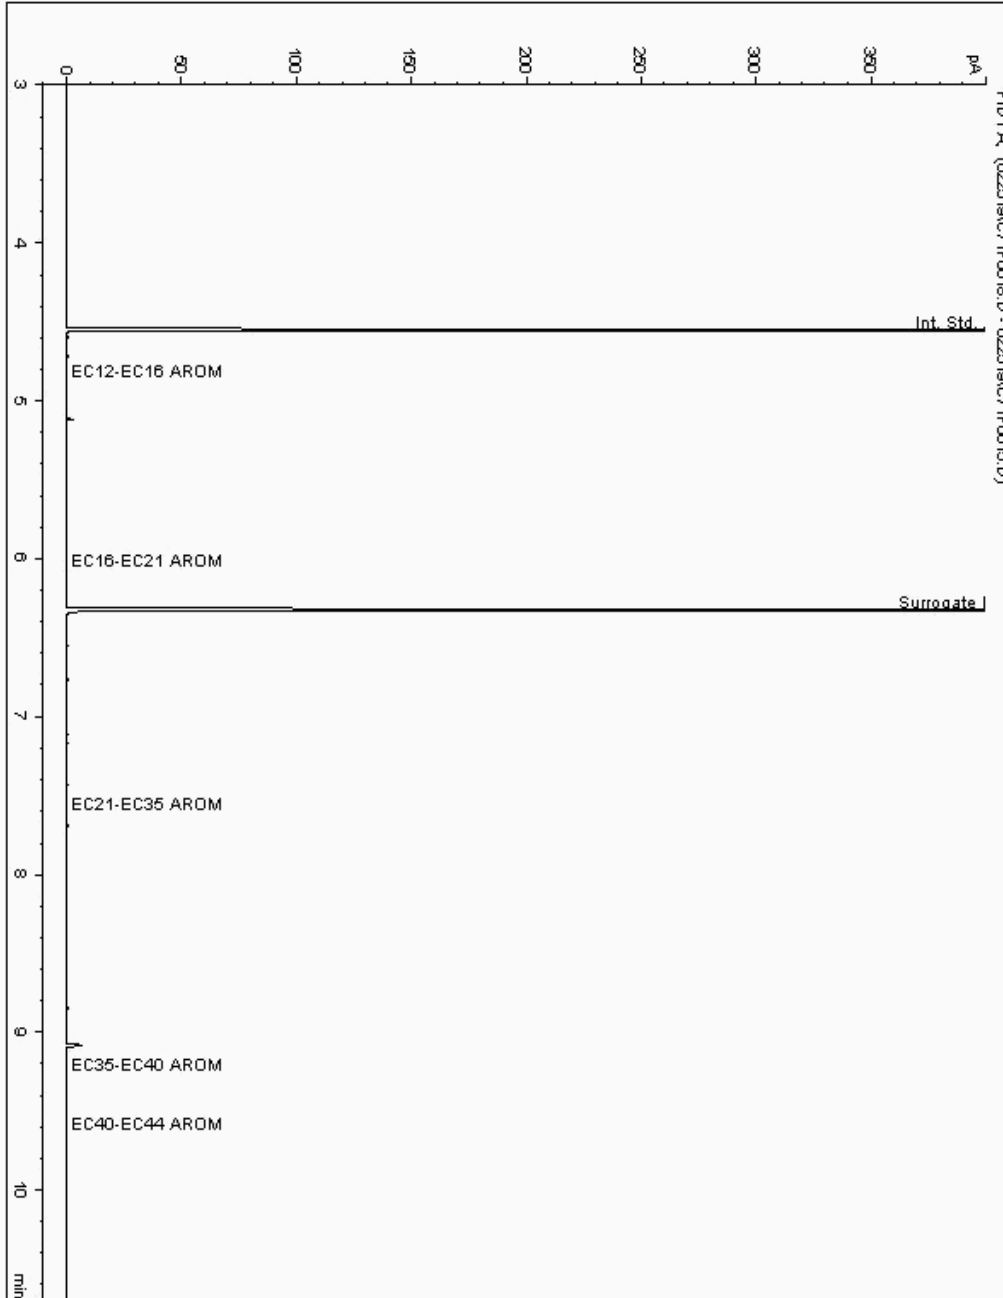 pA
350
300
250
200
150
100
50
0
3
4
5
6
7
8
9
10
min
Int. Std.
EC12-EC16 AROM
EC16-EC21 AROM
Surrogate
EC21-EC35 AROM
EC35-EC40 AROM
EC40-EC44 AROM